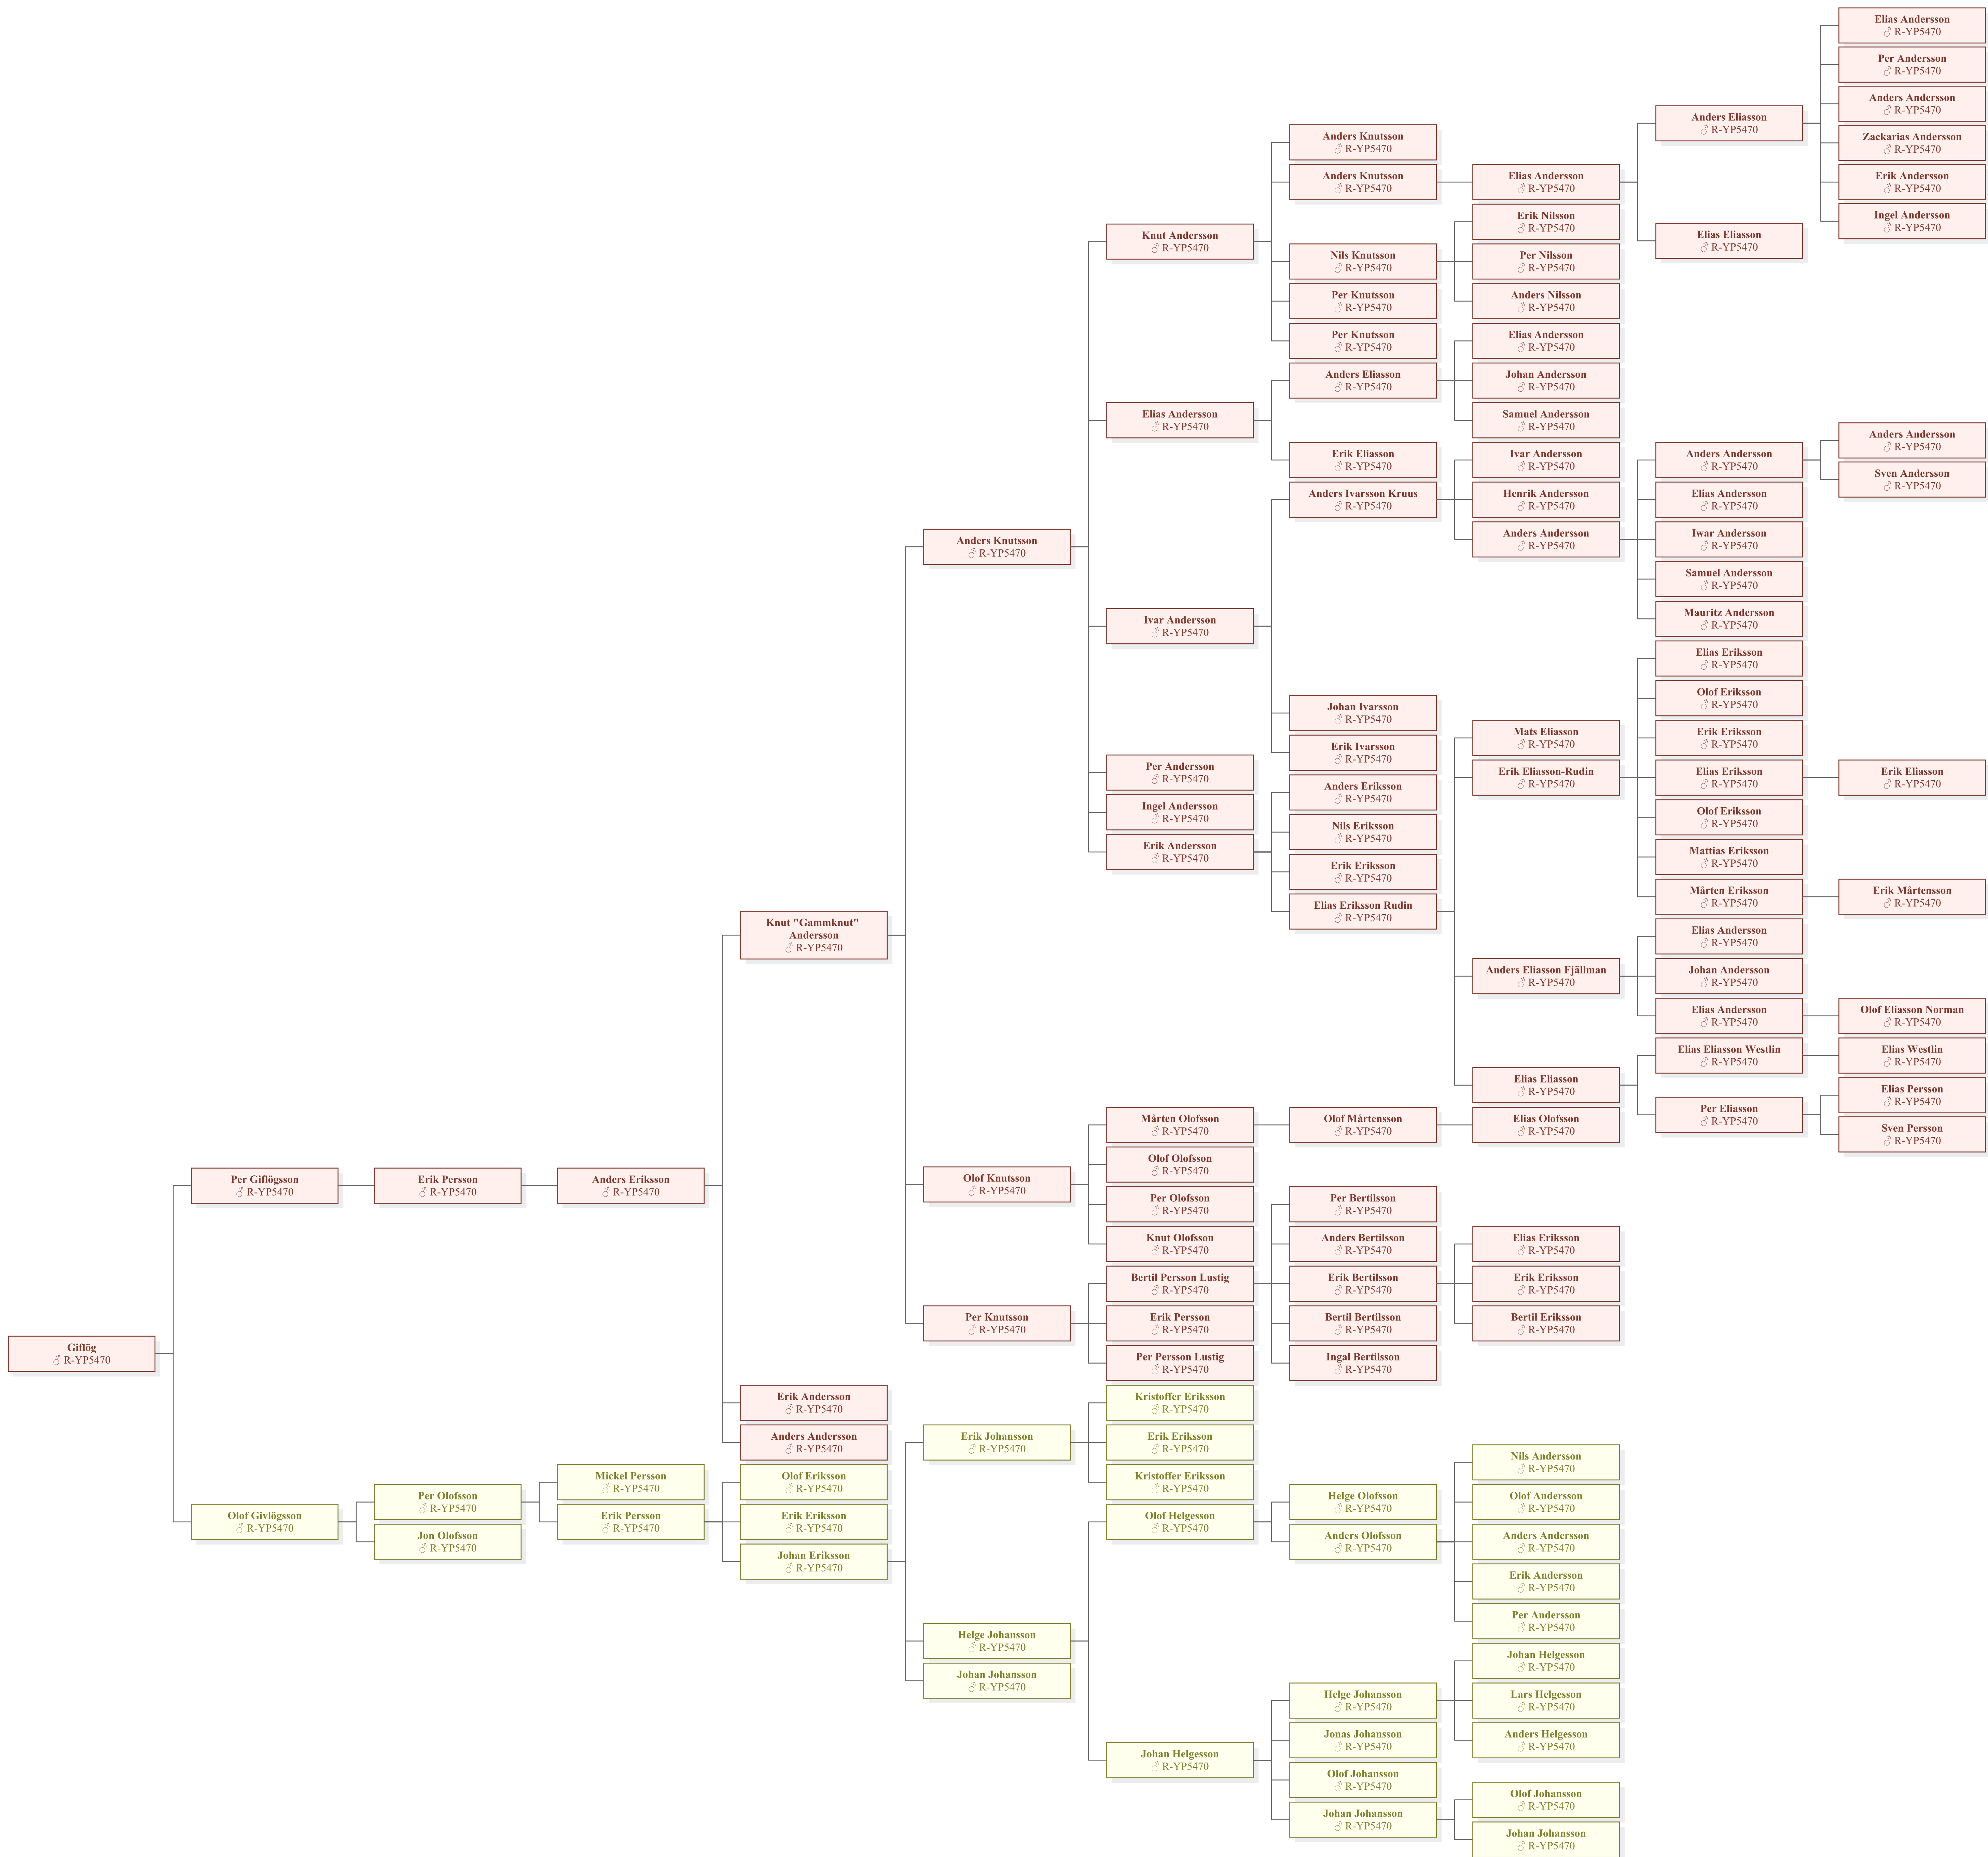 Giflög
♂ R-YP5470
Per Giflögsson
♂ R-YP5470
Olof Givlögsson
♂ R-YP5470
Erik Persson
♂ R-YP5470
Per Olofsson
♂ R-YP5470
Jon Olofsson
♂ R-YP5470
Anders Eriksson
♂ R-YP5470
Mickel Persson
♂ R-YP5470
Erik Persson
♂ R-YP5470
Knut "Gammknut"
Andersson
♂ R-YP5470
Erik Andersson
♂ R-YP5470
Anders Andersson
♂ R-YP5470
Olof Eriksson
♂ R-YP5470
Erik Eriksson
♂ R-YP5470
Johan Eriksson
♂ R-YP5470
Anders Knutsson
♂ R-YP5470
Olof Knutsson
♂ R-YP5470
Per Knutsson
♂ R-YP5470
Erik Johansson
♂ R-YP5470
Helge Johansson
♂ R-YP5470
Johan Johansson
♂ R-YP5470
Knut Andersson
♂ R-YP5470
Elias Andersson
♂ R-YP5470
Ivar Andersson
♂ R-YP5470
Per Andersson
♂ R-YP5470
Ingel Andersson
♂ R-YP5470
Erik Andersson
♂ R-YP5470
Mårten Olofsson
♂ R-YP5470
Olof Olofsson
♂ R-YP5470
Per Olofsson
♂ R-YP5470
Knut Olofsson
♂ R-YP5470
Bertil Persson Lustig
♂ R-YP5470
Erik Persson
♂ R-YP5470
Per Persson Lustig
♂ R-YP5470
Kristoffer Eriksson
♂ R-YP5470
Erik Eriksson
♂ R-YP5470
Kristoffer Eriksson
♂ R-YP5470
Olof Helgesson
♂ R-YP5470
Johan Helgesson
♂ R-YP5470
Anders Knutsson
♂ R-YP5470
Anders Knutsson
♂ R-YP5470
Nils Knutsson
♂ R-YP5470
Per Knutsson
♂ R-YP5470
Per Knutsson
♂ R-YP5470
Anders Eliasson
♂ R-YP5470
Erik Eliasson
♂ R-YP5470
Anders Ivarsson Kruus
♂ R-YP5470
Johan Ivarsson
♂ R-YP5470
Erik Ivarsson
♂ R-YP5470
Anders Eriksson
♂ R-YP5470
Nils Eriksson
♂ R-YP5470
Erik Eriksson
♂ R-YP5470
Elias Eriksson Rudin
♂ R-YP5470
Olof Mårtensson
♂ R-YP5470
Per Bertilsson
♂ R-YP5470
Anders Bertilsson
♂ R-YP5470
Erik Bertilsson
♂ R-YP5470
Bertil Bertilsson
♂ R-YP5470
Ingal Bertilsson
♂ R-YP5470
Helge Olofsson
♂ R-YP5470
Anders Olofsson
♂ R-YP5470
Helge Johansson
♂ R-YP5470
Jonas Johansson
♂ R-YP5470
Olof Johansson
♂ R-YP5470
Johan Johansson
♂ R-YP5470
Elias Andersson
♂ R-YP5470
Erik Nilsson
♂ R-YP5470
Per Nilsson
♂ R-YP5470
Anders Nilsson
♂ R-YP5470
Elias Andersson
♂ R-YP5470
Johan Andersson
♂ R-YP5470
Samuel Andersson
♂ R-YP5470
Ivar Andersson
♂ R-YP5470
Henrik Andersson
♂ R-YP5470
Anders Andersson
♂ R-YP5470
Mats Eliasson
♂ R-YP5470
Erik Eliasson-Rudin
♂ R-YP5470
Anders Eliasson Fjällman
♂ R-YP5470
Elias Eliasson
♂ R-YP5470
Elias Olofsson
♂ R-YP5470
Elias Eriksson
♂ R-YP5470
Erik Eriksson
♂ R-YP5470
Bertil Eriksson
♂ R-YP5470
Nils Andersson
♂ R-YP5470
Olof Andersson
♂ R-YP5470
Anders Andersson
♂ R-YP5470
Erik Andersson
♂ R-YP5470
Per Andersson
♂ R-YP5470
Johan Helgesson
♂ R-YP5470
Lars Helgesson
♂ R-YP5470
Anders Helgesson
♂ R-YP5470
Olof Johansson
♂ R-YP5470
Johan Johansson
♂ R-YP5470
Anders Eliasson
♂ R-YP5470
Elias Eliasson
♂ R-YP5470
Anders Andersson
♂ R-YP5470
Elias Andersson
♂ R-YP5470
Iwar Andersson
♂ R-YP5470
Samuel Andersson
♂ R-YP5470
Mauritz Andersson
♂ R-YP5470
Elias Eriksson
♂ R-YP5470
Olof Eriksson
♂ R-YP5470
Erik Eriksson
♂ R-YP5470
Elias Eriksson
♂ R-YP5470
Olof Eriksson
♂ R-YP5470
Mattias Eriksson
♂ R-YP5470
Mårten Eriksson
♂ R-YP5470
Elias Andersson
♂ R-YP5470
Johan Andersson
♂ R-YP5470
Elias Andersson
♂ R-YP5470
Elias Eliasson Westlin
♂ R-YP5470
Per Eliasson
♂ R-YP5470
Elias Andersson
♂ R-YP5470
Per Andersson
♂ R-YP5470
Anders Andersson
♂ R-YP5470
Zackarias Andersson
♂ R-YP5470
Erik Andersson
♂ R-YP5470
Ingel Andersson
♂ R-YP5470
Anders Andersson
♂ R-YP5470
Sven Andersson
♂ R-YP5470
Erik Eliasson
♂ R-YP5470
Erik Mårtensson
♂ R-YP5470
Olof Eliasson Norman
♂ R-YP5470
Elias Westlin
♂ R-YP5470
Elias Persson
♂ R-YP5470
Sven Persson
♂ R-YP5470